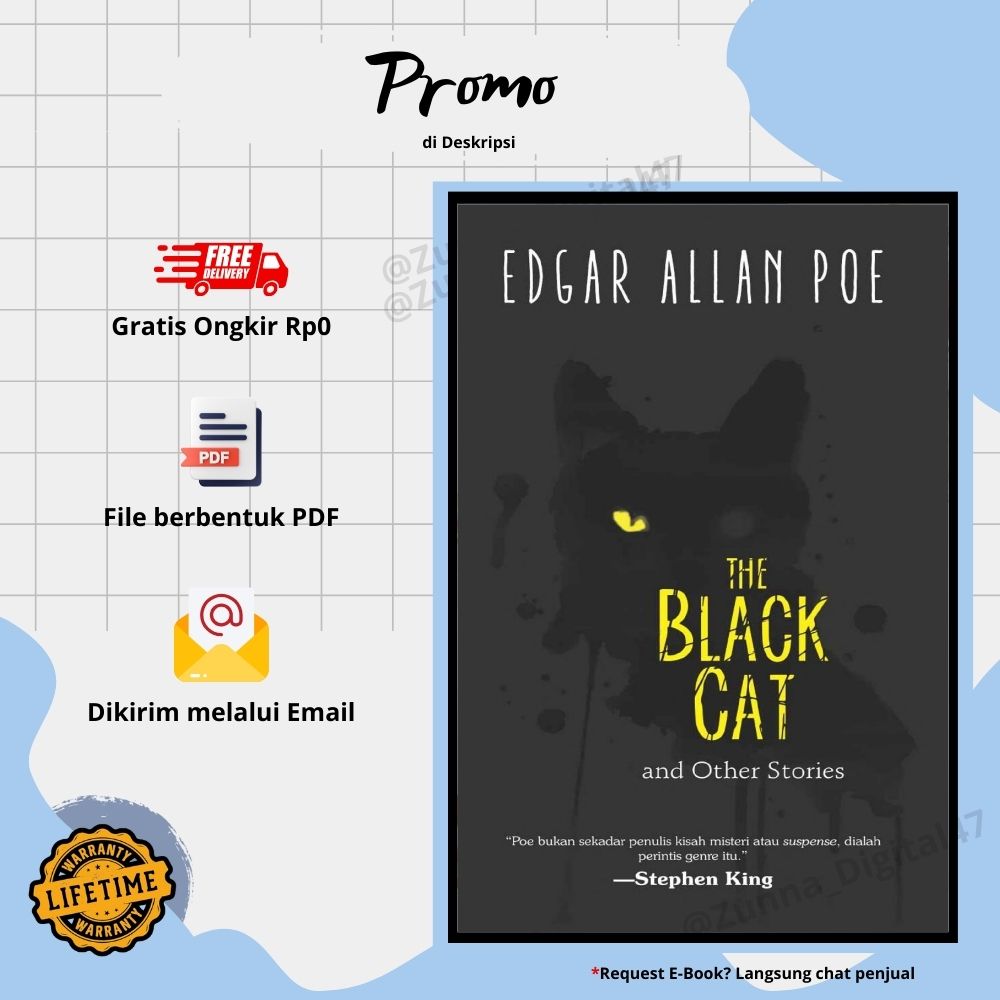 Promo
di Deskripsi
FREE
DELIVERY
Gratis Ongkir Rp0
PDF
File berbentuk PDF
@
Dikirim melalui Email
WARRANTY
LIFETIME
WARRANTY
EDGAR ALLAN POE
THE
BLACK
CAT
and Other Stories
“Poe bukan sekadar penulis kisah misteri atau suspense, dialah
perintis genre itu.”
—Stephen King
@Zunna_Digital47
*Request E-Book? Langsung chat penjual